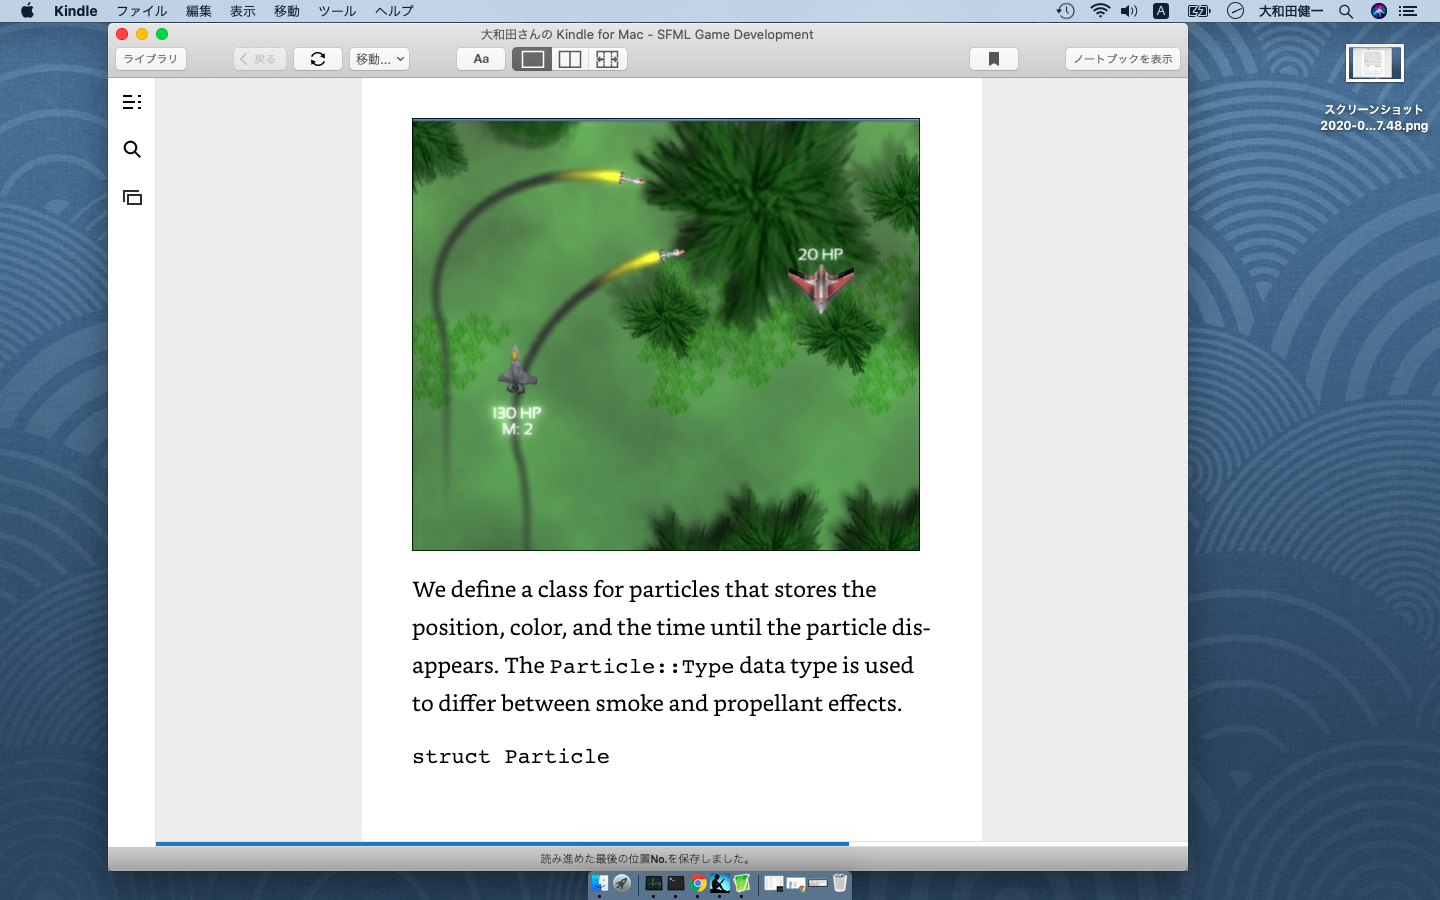 Kindle ファイル 編集 表示 移動 ツール ヘルプ A 大和田健一
大和田さんの Kindle for Mac - SFML Game Development
ライブラリ 戻る 移動... Aa ノートブックを表示
スクリーンショット
2020-0...7.48.png
20 HP
130 HP
M: 2
We define a class for particles that stores the
position, color, and the time until the particle dis-
appears. The Particle::Type data type is used
to differ between smoke and propellant effects.
struct Particle
読み進めた最後の位置No.を保存しました。